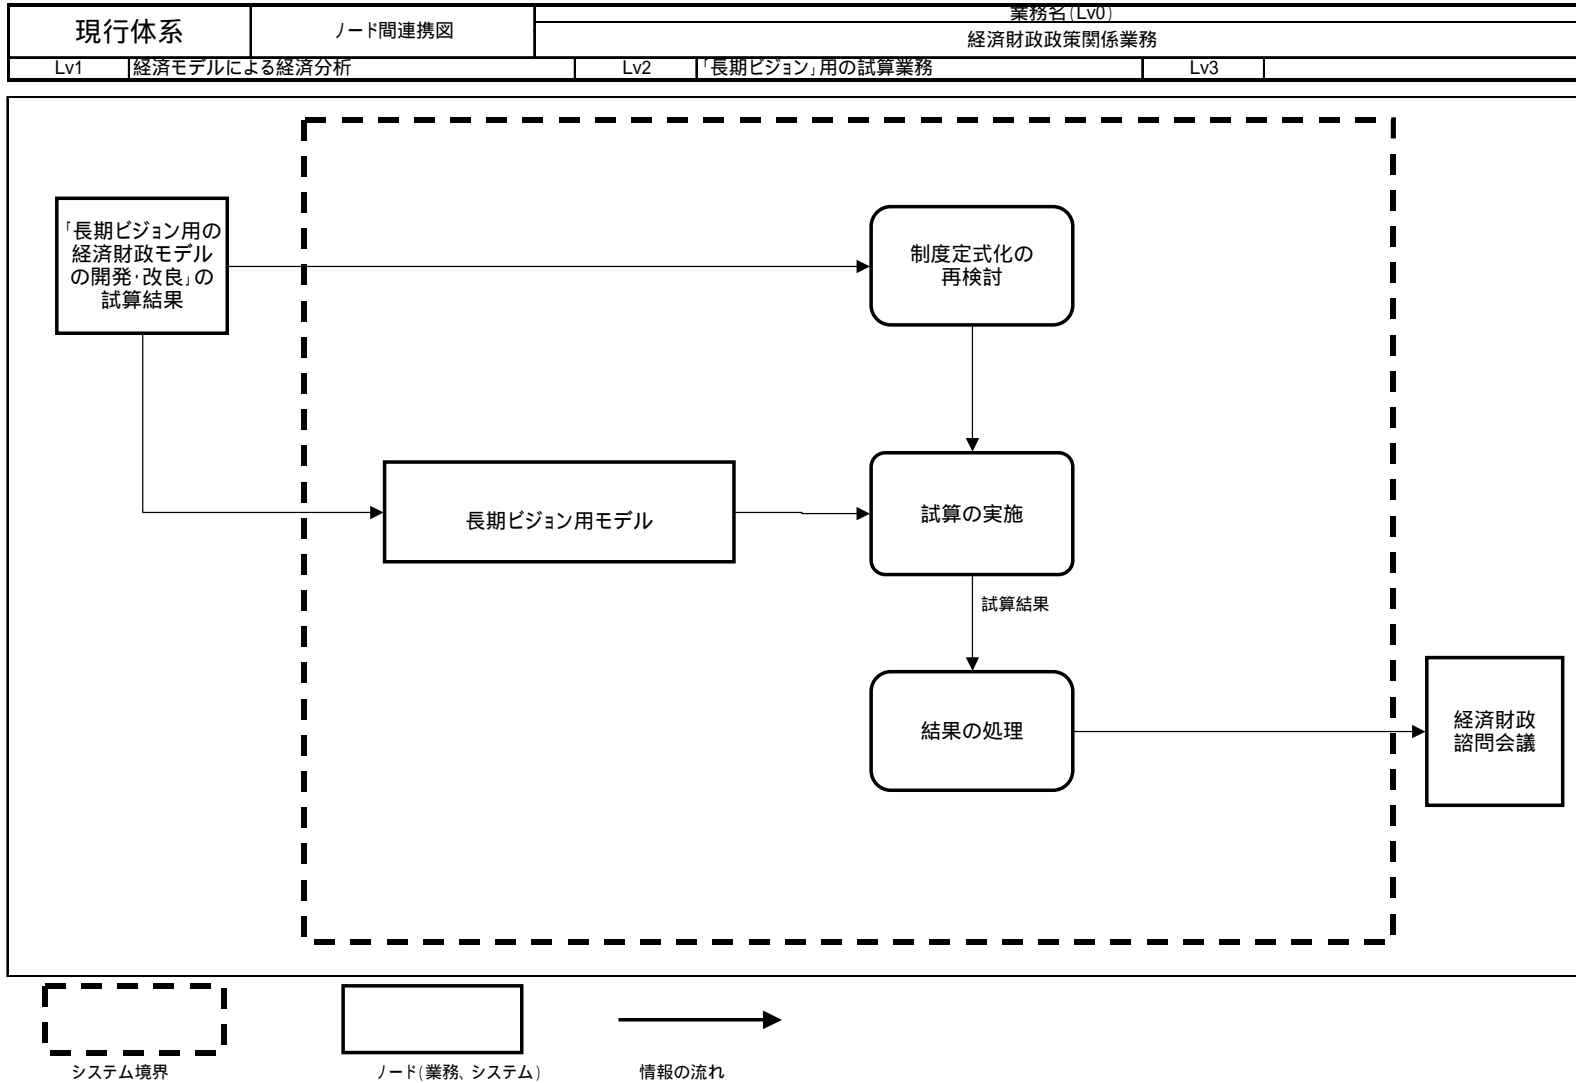 現行体系
ノード間連携図
業務名(Lv0)
経済財政政策関係業務
Lv1
経済モデルによる経済分析
Lv2
「長期ビジョン」用の試算業務
Lv3
「長期ビジョン用の
経済財政モデル
の開発・改良」の
試算結果
制度定式化の
再検討
長期ビジョン用モデル
試算の実施
試算結果
結果の処理
経済財政
諮問会議
システム境界
ノード(業務、システム)
情報の流れ